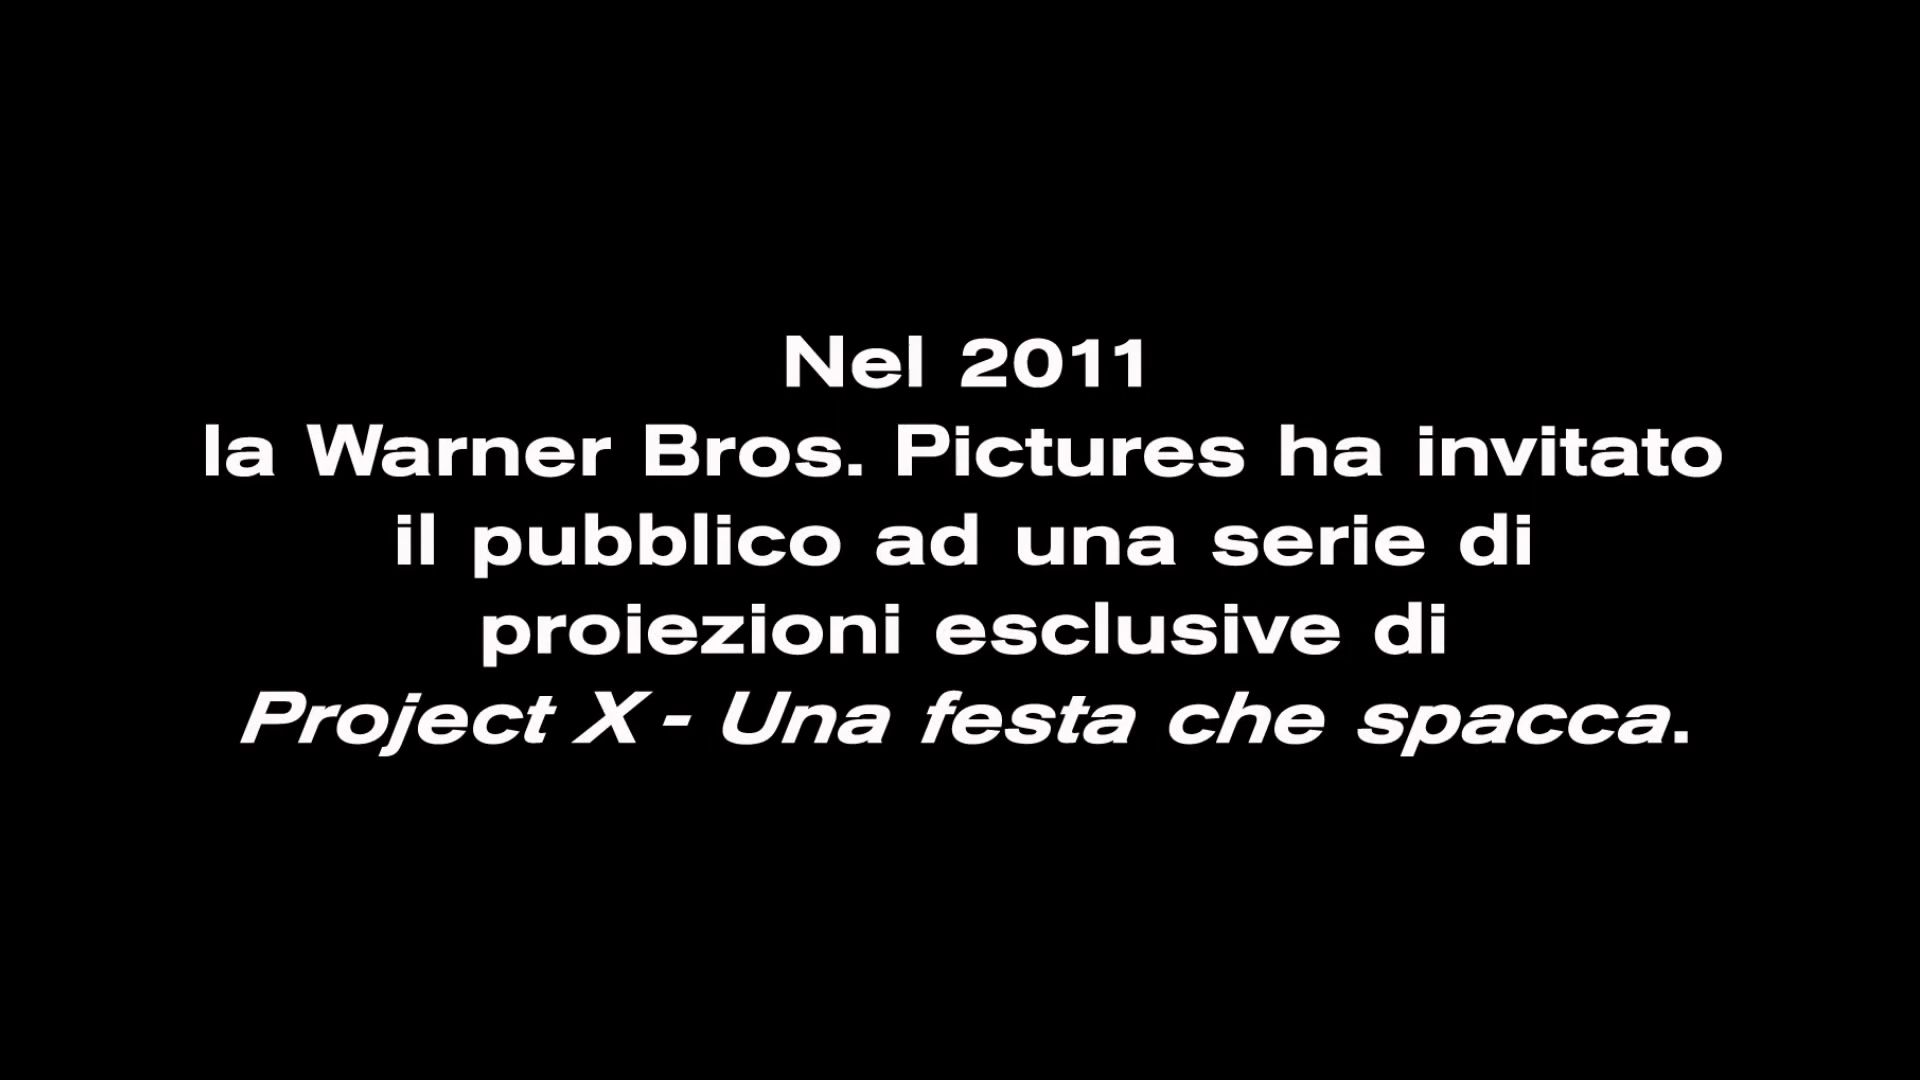 Nel 2011
la Warner Bros. Pictures ha invitato
il pubblico ad una serie di
proiezioni esclusive di
Project X - Una festa che spacca.